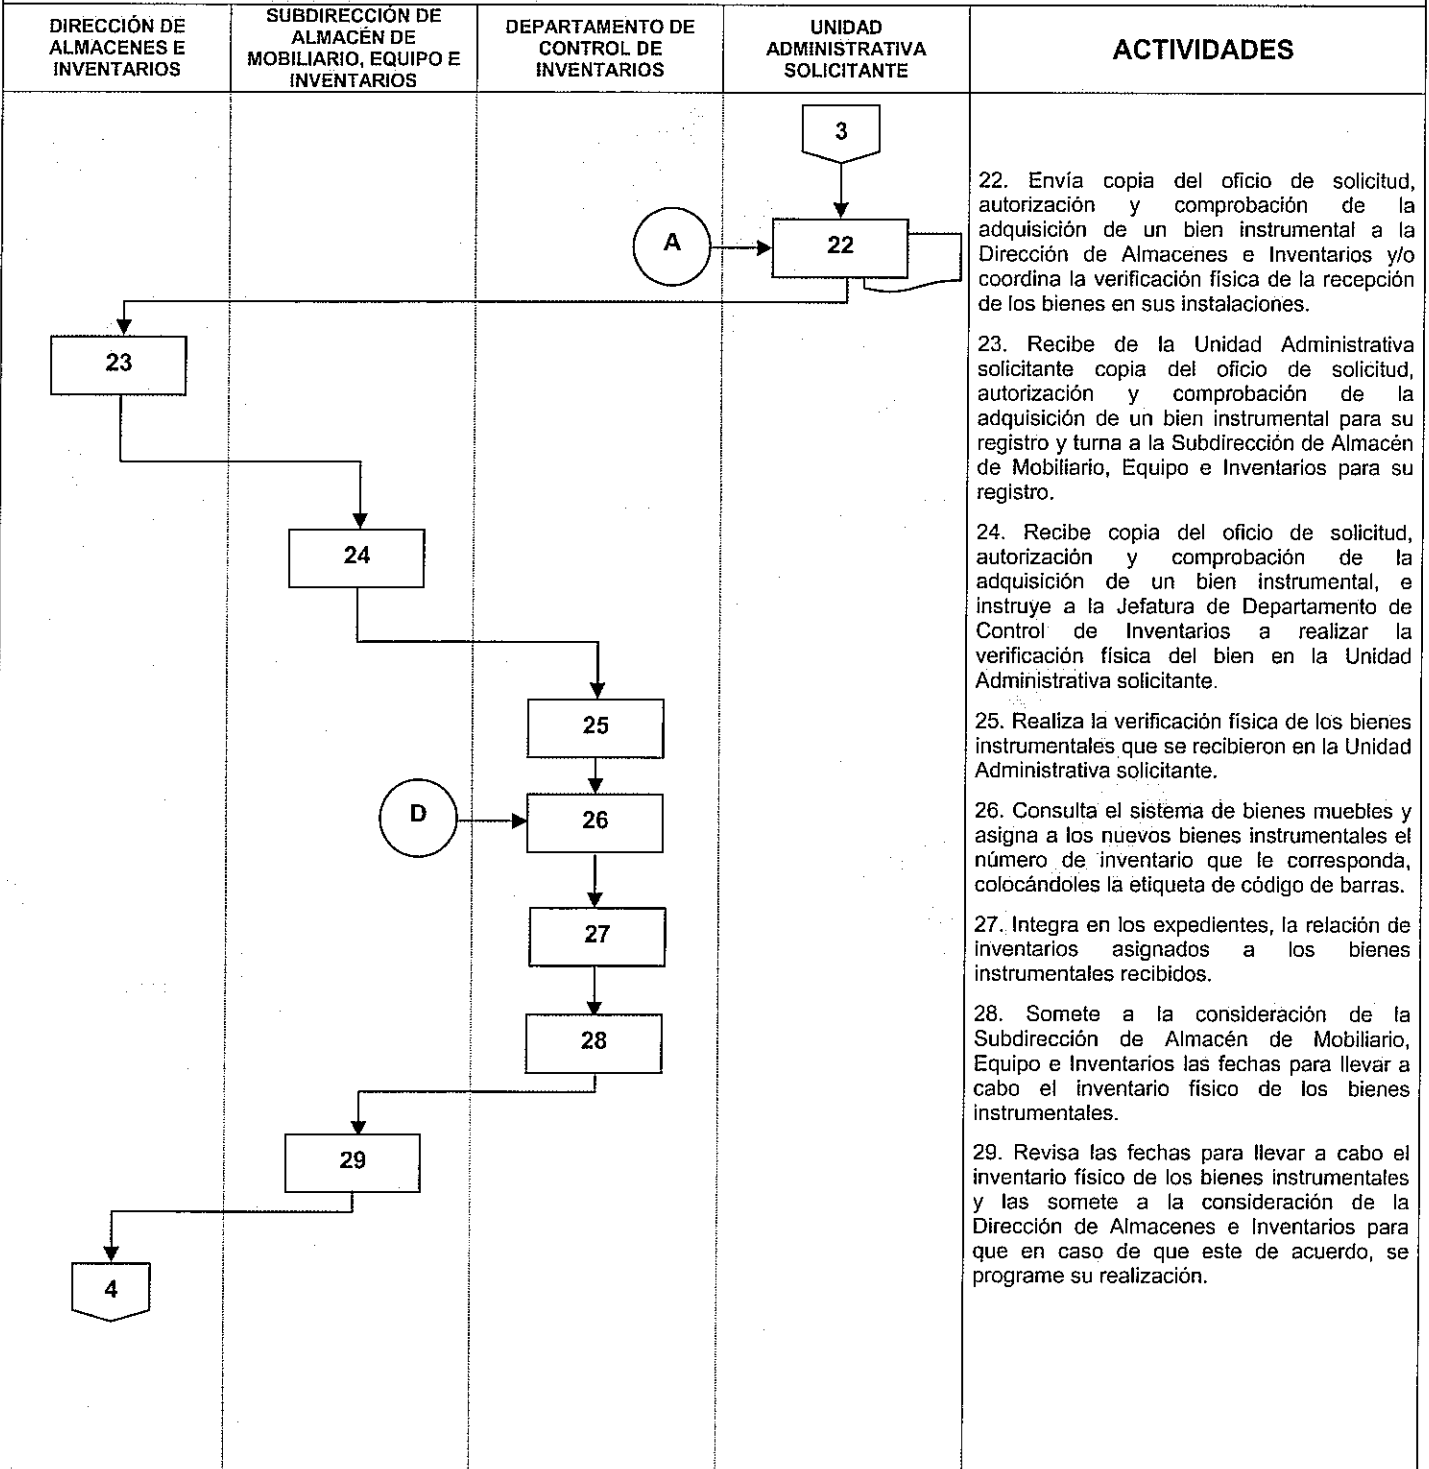 DIRECCIÓN DE
ALMACENES E
INVENTARIOS
SUBDIRECCIÓN DE
ALMACÉN DE
MOBILIARIO, EQUIPO E
INVENTARIOS
DEPARTAMENTO DE
CONTROL DE
INVENTARIOS
UNIDAD
ADMINISTRATIVA
SOLICITANTE
ACTIVIDADES
3
A
22
23
24
25
D
26
27
28
29
4
22. Envía copia del oficio de solicitud,
autorización y comprobación de la
adquisición de un bien instrumental a la
Dirección de Almacenes e Inventarios y/o
coordina la verificación física de la recepción
de los bienes en sus instalaciones.
23. Recibe de la Unidad Administrativa
solicitante copia del oficio de solicitud,
autorización y comprobación de la
adquisición de un bien instrumental para su
registro y turna a la Subdirección de Almacén
de Mobiliario, Equipo e Inventarios para su
registro.
24. Recibe copia del oficio de solicitud,
autorización y comprobación de la
adquisición de un bien instrumental, e
instruye a la Jefatura de Departamento de
Control de Inventarios a realizar la
verificación física del bien en la Unidad
Administrativa solicitante.
25. Realiza la verificación física de los bienes
instrumentales que se recibieron en la Unidad
Administrativa solicitante.
26. Consulta el sistema de bienes muebles y
asigna a los nuevos bienes instrumentales el
número de inventario que le corresponda,
colocándoles la etiqueta de código de barras.
27. Integra en los expedientes, la relación de
inventarios asignados a los bienes
instrumentales recibidos.
28. Somete a la consideración de la
Subdirección de Almacén de Mobiliario,
Equipo e Inventarios las fechas para llevar a
cabo el inventario físico de los bienes
instrumentales.
29. Revisa las fechas para llevar a cabo el
inventario físico de los bienes instrumentales
y las somete a la consideración de la
Dirección de Almacenes e Inventarios para
que en caso de que este de acuerdo, se
programe su realización.